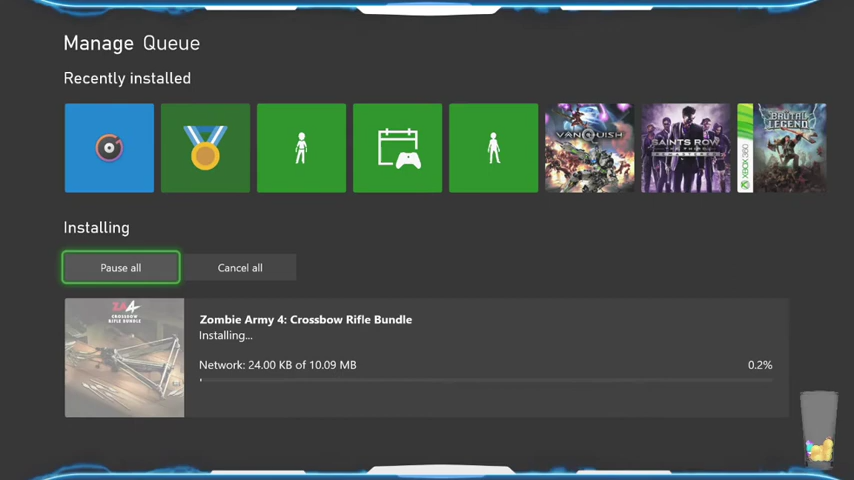 Manage Queue
Recently installed
VANQUISH
SAINTS ROW
THE THIRD
REMASTERED
XBOX 360
BRUTAL
LEGEND
Installing
Pause all
Cancel all
ZA4
CROSSBOW
RIFLE BUNDLE
Zombie Army 4: Crossbow Rifle Bundle
Installing...
Network: 24.00 KB of 10.09 MB
0.2%